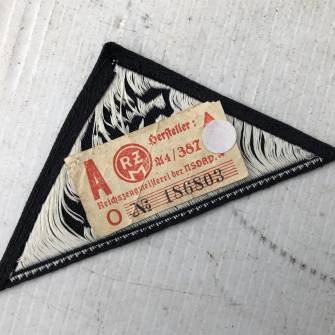 Hersteller:
A RZM A4/387 A
Reichszeugmeisterei der NSDAP.
O № 186803